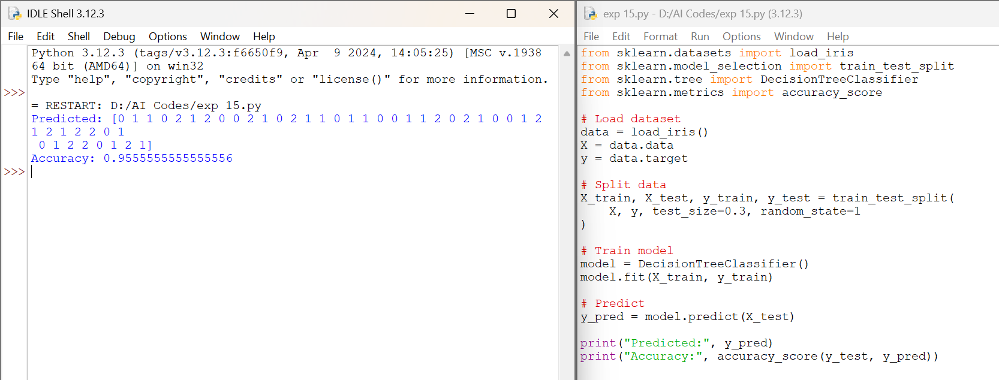 IDLE Shell 3.12.3
File Edit Shell Debug Options Window Help
Python 3.12.3 (tags/v3.12.3:f6650f9, Apr  9 2024, 14:05:25) [MSC v.1938
64 bit (AMD64)] on win32
Type "help", "copyright", "credits" or "license()" for more information.
>>>
= RESTART: D:/AI Codes/exp 15.py
Predicted: [0 1 1 0 2 1 2 0 0 2 1 0 2 1 1 0 1 1 0 0 1 1 2 0 2 1 0 0 1 2
1 2 1 2 2 0 1
 0 1 2 2 0 1 2 1]
Accuracy: 0.9555555555555556
>>>
exp 15.py - D:/AI Codes/exp 15.py (3.12.3)
File Edit Format Run Options Window Help
from sklearn.datasets import load_iris
from sklearn.model_selection import train_test_split
from sklearn.tree import DecisionTreeClassifier
from sklearn.metrics import accuracy_score
# Load dataset
data = load_iris()
X = data.data
y = data.target
# Split data
X_train, X_test, y_train, y_test = train_test_split(
    X, y, test_size=0.3, random_state=1
)
# Train model
model = DecisionTreeClassifier()
model.fit(X_train, y_train)
# Predict
y_pred = model.predict(X_test)
print("Predicted:", y_pred)
print("Accuracy:", accuracy_score(y_test, y_pred))